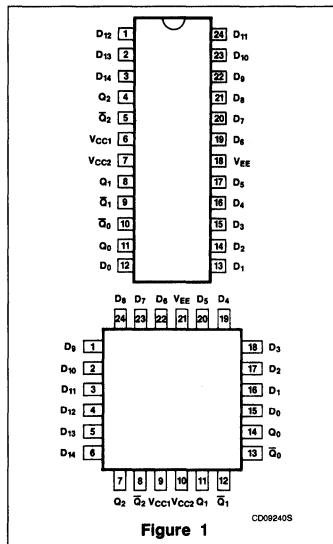 D12 1 24 D11
D13 2 23 D10
D14 3 22 D9
Q2 4 21 D8
Q̅2 5 20 D7
VCC1 6 19 D6
VCC2 7 18 VEE
Q1 8 17 D5
Q̅1 9 16 D4
Q̅0 10 15 D3
Q0 11 14 D2
D0 12 13 D1
D8 D7 D6 VEE D5 D4
24 23 22 21 20 19
D9 1 18 D3
D10 2 17 D2
D11 3 16 D1
D12 4 15 D0
D13 5 14 Q0
D14 6 13 Q̅0
7 8 9 10 11 12
Q2 Q̅2 VCC1 VCC2 Q1 Q̅1
CD09240S
Figure 1